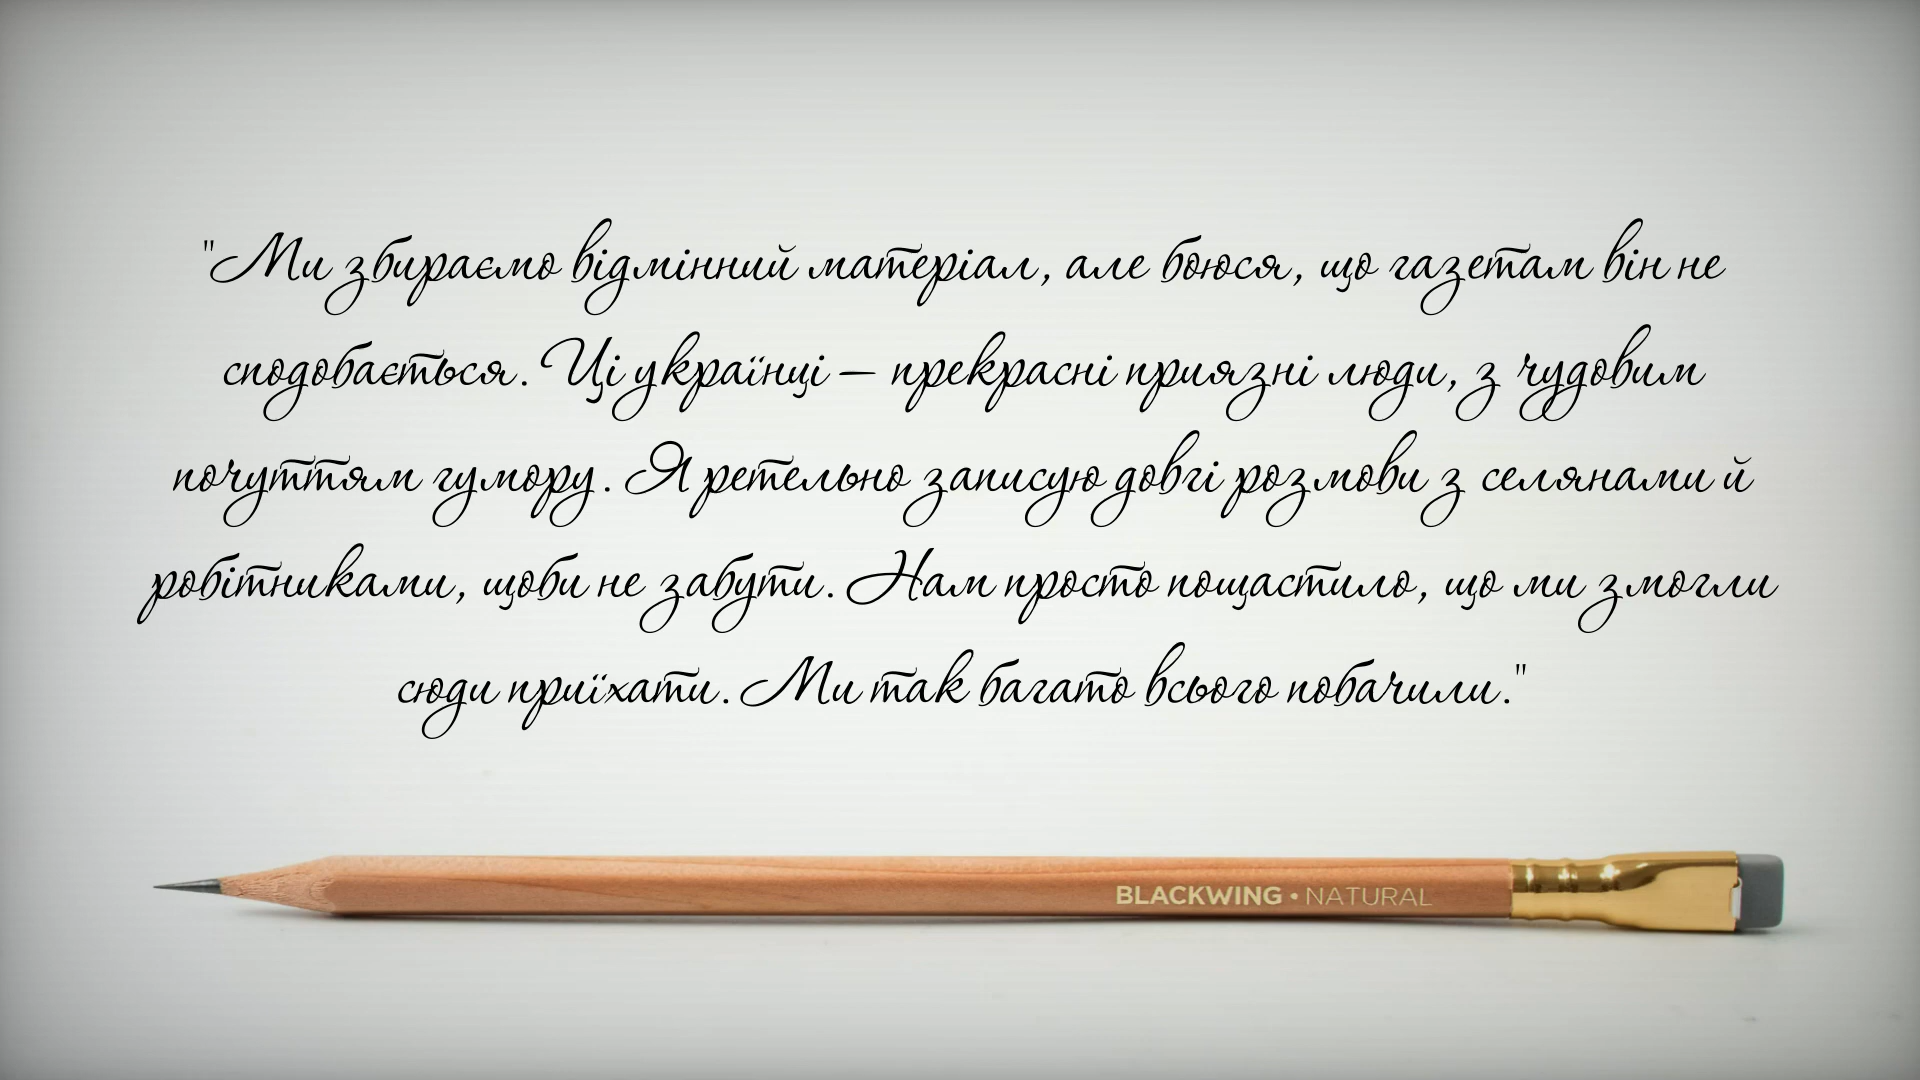 "Ми збираємо відмінний матеріал, але боюся, що газетам він не
сподобається. Ці українці – прекрасні приязні люди, з чудовим
почуттям гумору. Я ретельно записую довгі розмови з селянами й
робітниками, щоби не забути. Нам просто пощастило, що ми змогли
сюди приїхати. Ми так багато всього побачили."
BLACKWING • NATURAL